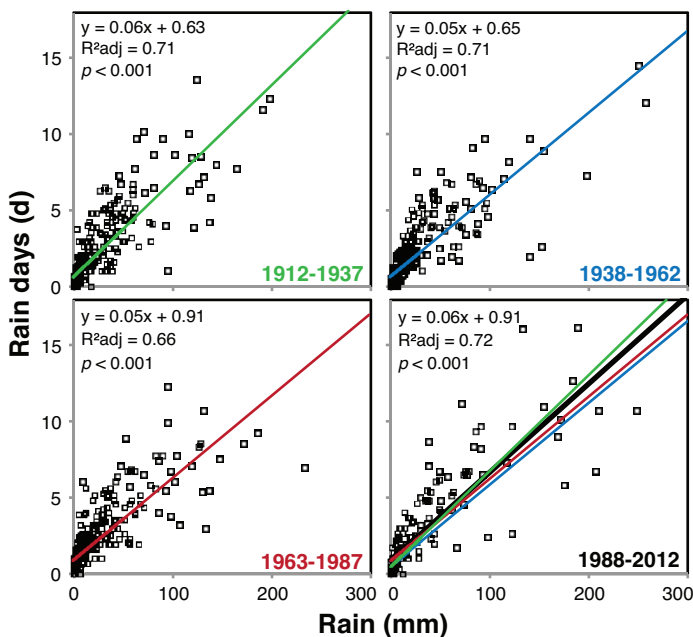 y = 0.06x + 0.63
R²adj = 0.71
p < 0.001
15
10
5
0
1912-1937
y = 0.05x + 0.65
R²adj = 0.71
p < 0.001
1938-1962
Rain days (d)
y = 0.05x + 0.91
R²adj = 0.66
p < 0.001
15
10
5
0
1963-1987
0
100
200
300
y = 0.06x + 0.91
R²adj = 0.72
p < 0.001
1988-2012
0
100
200
300
Rain (mm)